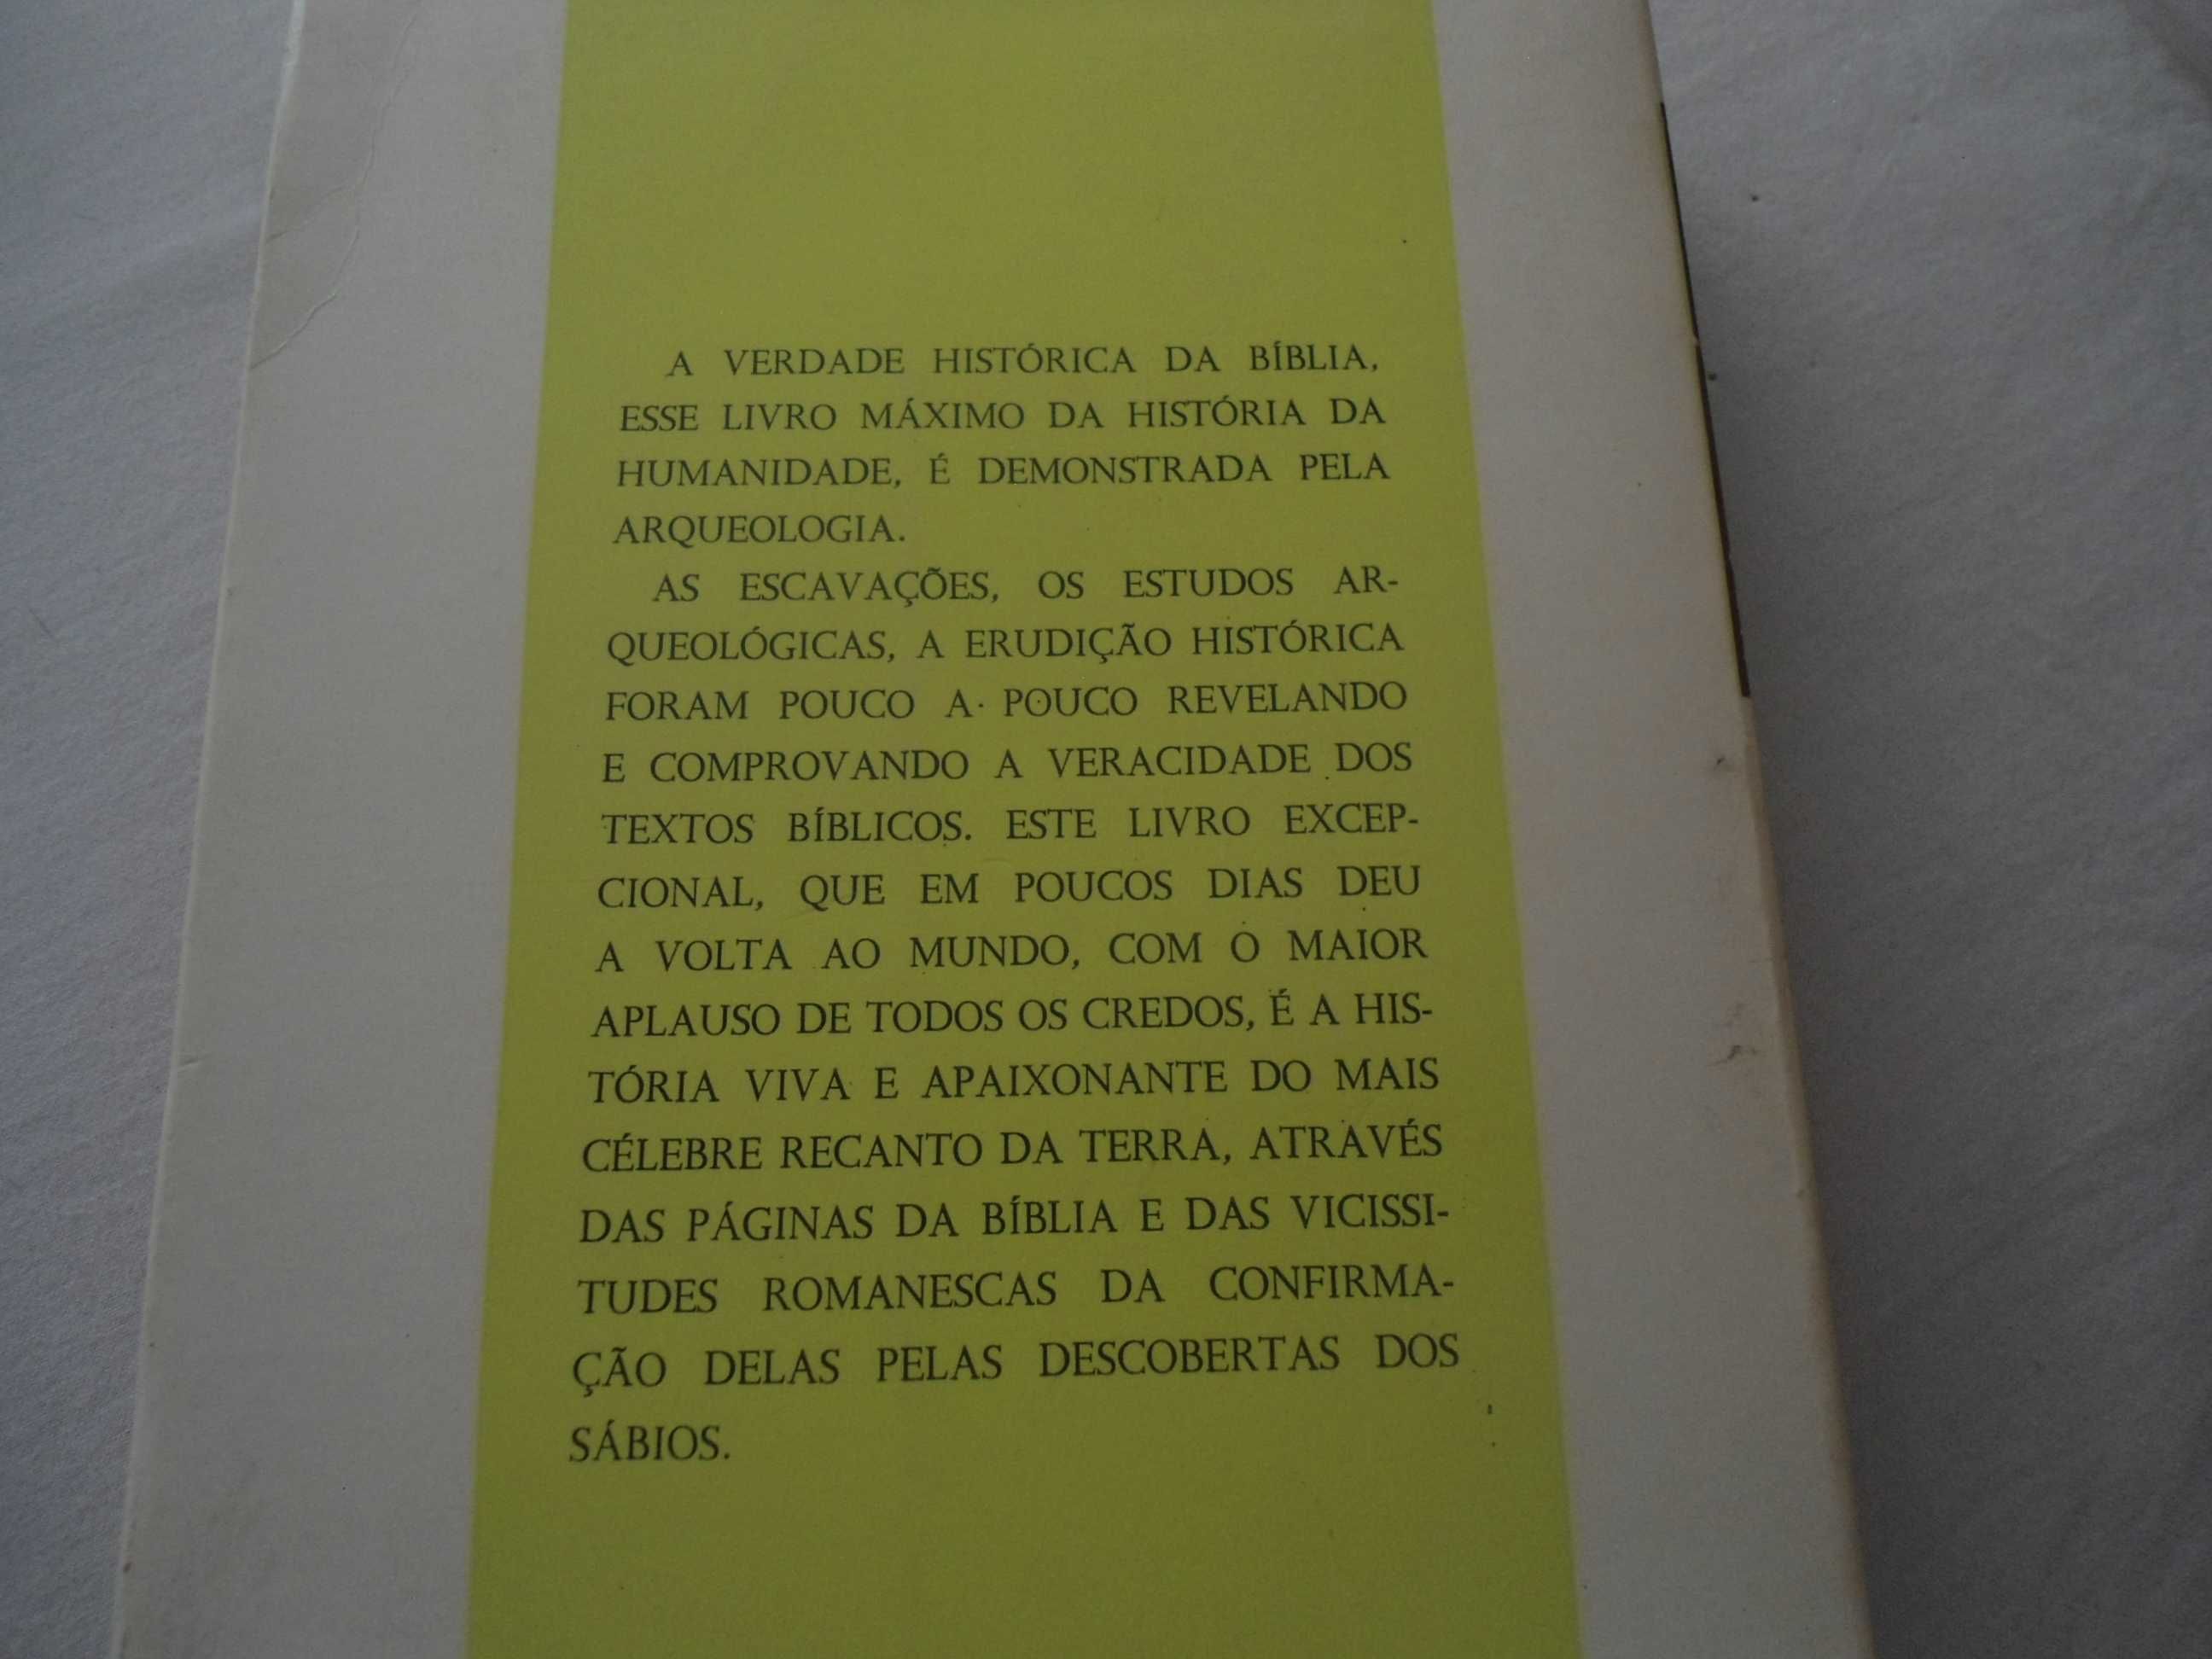 A VERDADE HISTÓRICA DA BÍBLIA,
ESSE LIVRO MÁXIMO DA HISTÓRIA DA
HUMANIDADE, É DEMONSTRADA PELA
ARQUEOLOGIA.
AS ESCAVAÇÕES, OS ESTUDOS AR-
QUEOLÓGICAS, A ERUDIÇÃO HISTÓRICA
FORAM POUCO A POUCO REVELANDO
E COMPROVANDO A VERACIDADE DOS
TEXTOS BÍBLICOS. ESTE LIVRO EXCEP-
CIONAL, QUE EM POUCOS DIAS DEU
A VOLTA AO MUNDO, COM O MAIOR
APLAUSO DE TODOS OS CREDOS, É A HIS-
TÓRIA VIVA E APAIXONANTE DO MAIS
CÉLEBRE RECANTO DA TERRA, ATRAVÉS
DAS PÁGINAS DA BÍBLIA E DAS VICISSI-
TUDES ROMANESCAS DA CONFIRMA-
ÇÃO DELAS PELAS DESCOBERTAS DOS
SÁBIOS.